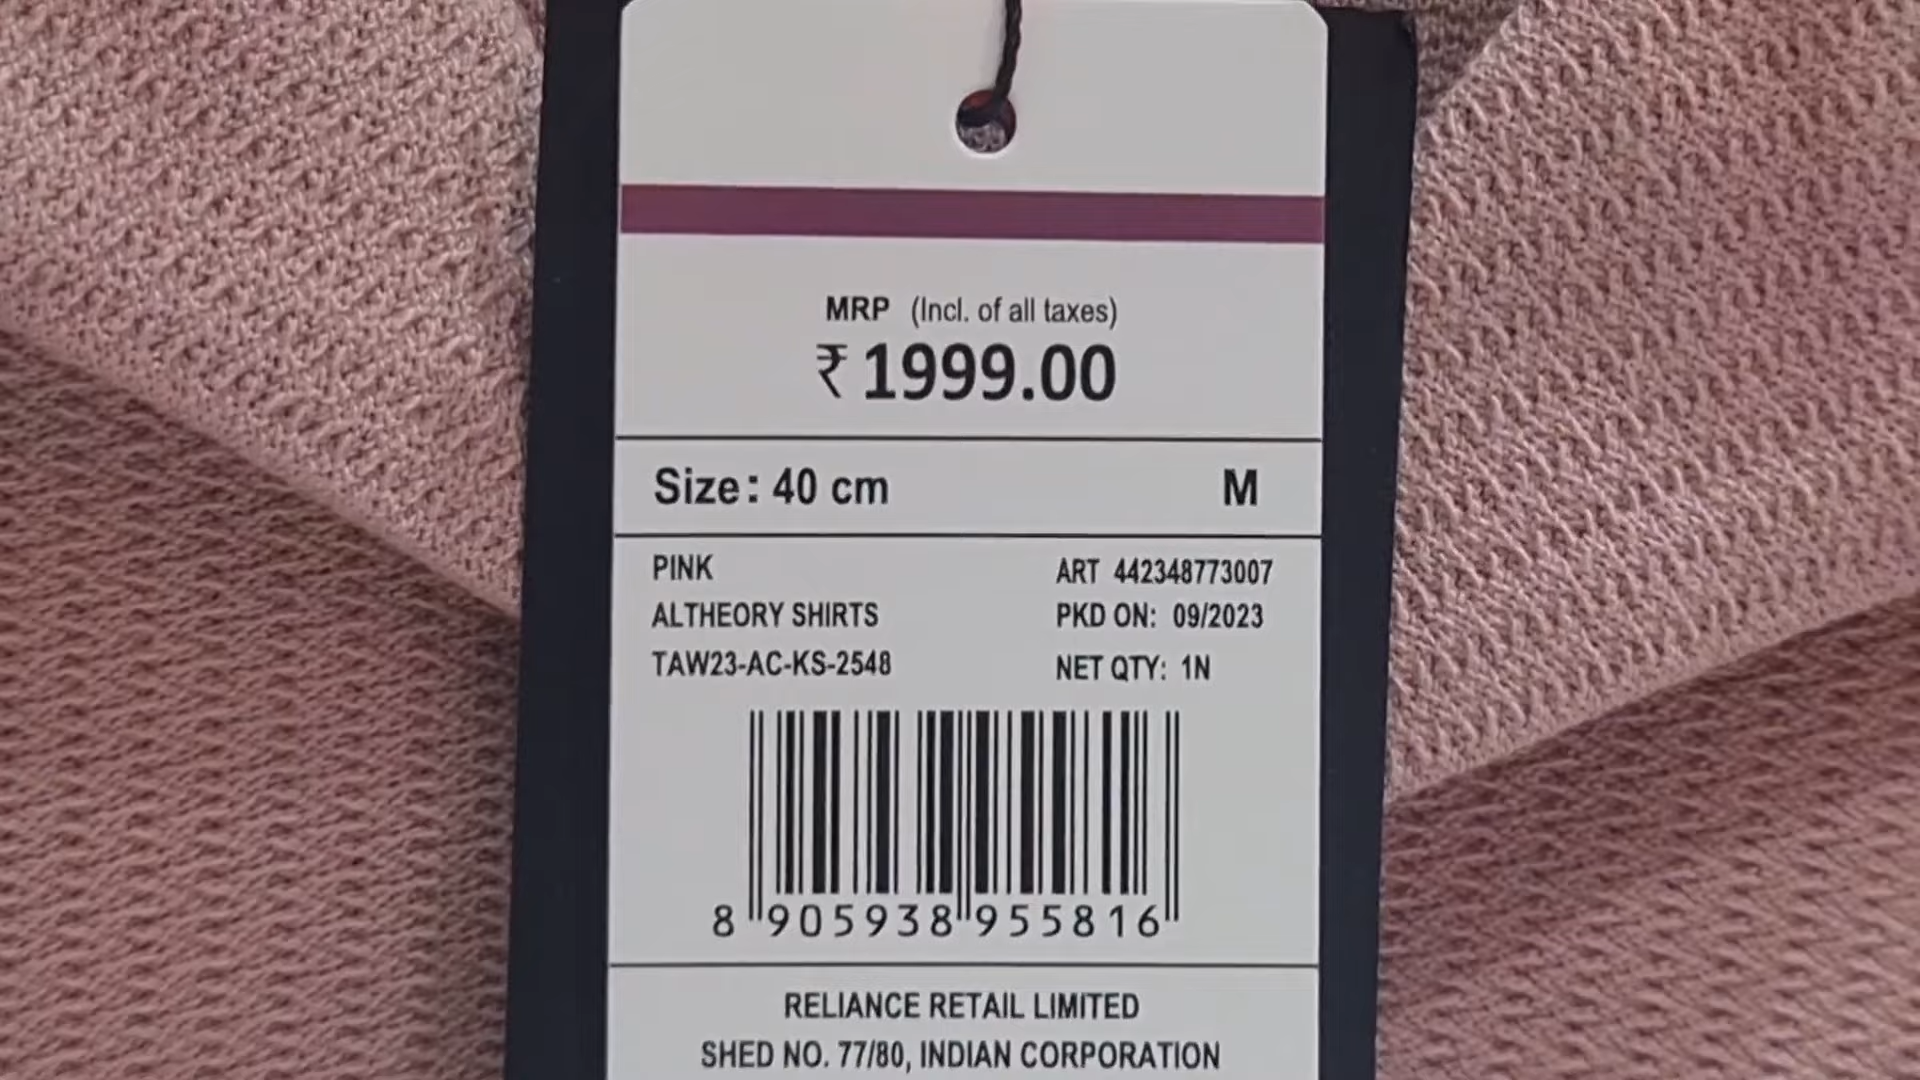 MRP (Incl. of all taxes)
₹ 1999.00
Size: 40 cm M
PINK ART 442348773007
ALTHEORY SHIRTS PKD ON: 09/2023
TAW23-AC-KS-2548 NET QTY: 1N
8 905938 955816
RELIANCE RETAIL LIMITED
SHED NO. 77/80, INDIAN CORPORATION